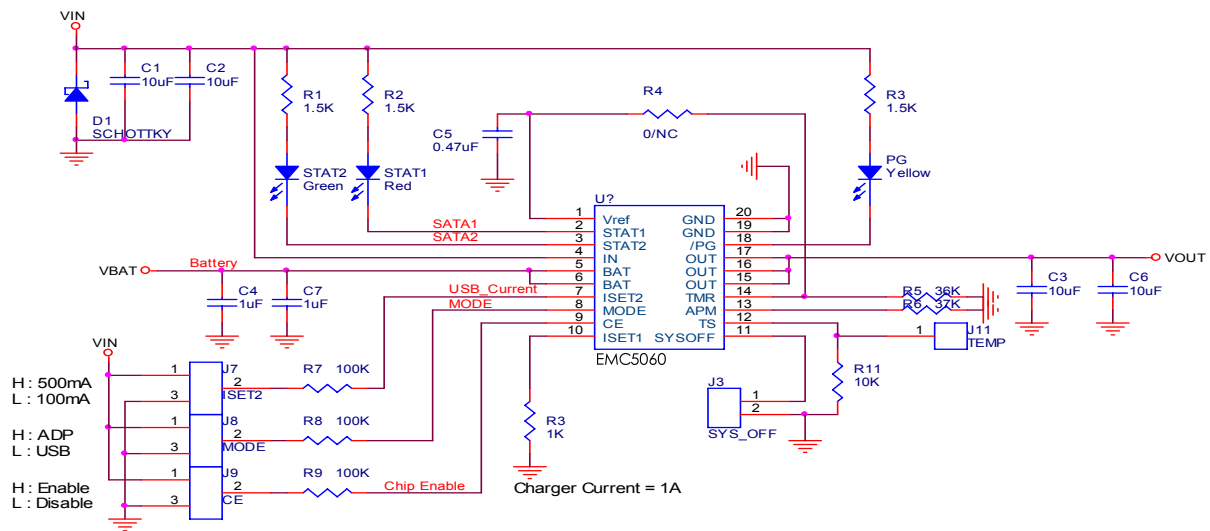 VIN
C1
10uF
C2
10uF
D1
SCHOTTKY
R1
1.5K
R2
1.5K
R4
0/NC
R3
1.5K
C5
0.47uF
STAT2
Green
STAT1
Red
PG
Yellow
U?
SATA1
SATA2
1 Vref GND 20
2 STAT1 GND 19
3 STAT2 /PG 18
4 IN OUT 17
5 BAT OUT 16
6 BAT OUT 15
7 ISET2 TMR 14
8 MODE APM 13
9 CE TS 12
10 ISET1 SYSOFF 11
EMC5060
VBAT
Battery
VOUT
C4
1uF
C7
1uF
USB_Current
MODE
R5 36K
R6 37K
C3
10uF
C6
10uF
1
J11
TEMP
R11
10K
J3
1
2
SYS_OFF
VIN
H : 500mA
L : 100mA
1
J7
2
3
ISET2
R7 100K
H : ADP
L : USB
1
J8
2
3
MODE
R8 100K
H : Enable
L : Disable
1
J9
2
3
CE
R9 100K
Chip Enable
R3
1K
Charger Current = 1A